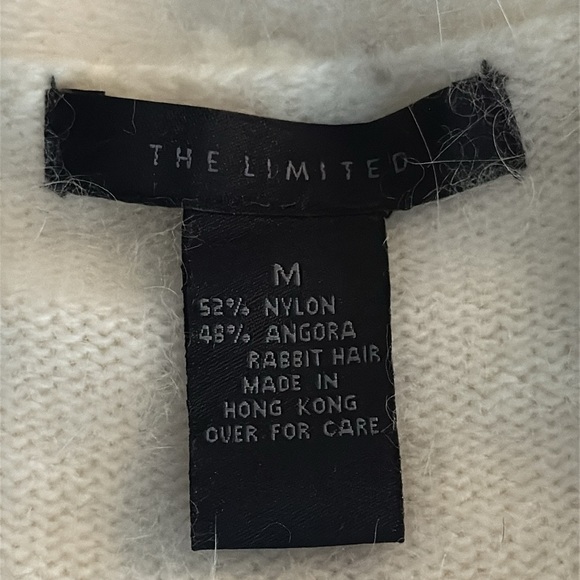 THE LIMITED
M
52% NYLON
48% ANGORA
RABBIT HAIR
MADE IN
HONG KONG
OVER FOR CARE